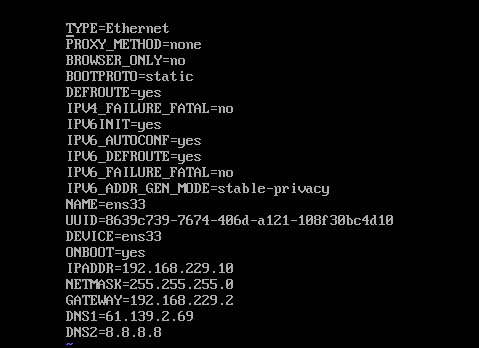 TYPE=Ethernet
PROXY_METHOD=none
BROWSER_ONLY=no
BOOTPROTO=static
DEFROUTE=yes
IPV4_FAILURE_FATAL=no
IPV6INIT=yes
IPV6_AUTOCONF=yes
IPV6_DEFROUTE=yes
IPV6_FAILURE_FATAL=no
IPV6_ADDR_GEN_MODE=stable-privacy
NAME=ens33
UUID=8639c739-7674-406d-a121-108f30bc4d10
DEVICE=ens33
ONBOOT=yes
IPADDR=192.168.229.10
NETMASK=255.255.255.0
GATEWAY=192.168.229.2
DNS1=61.139.2.69
DNS2=8.8.8.8
~